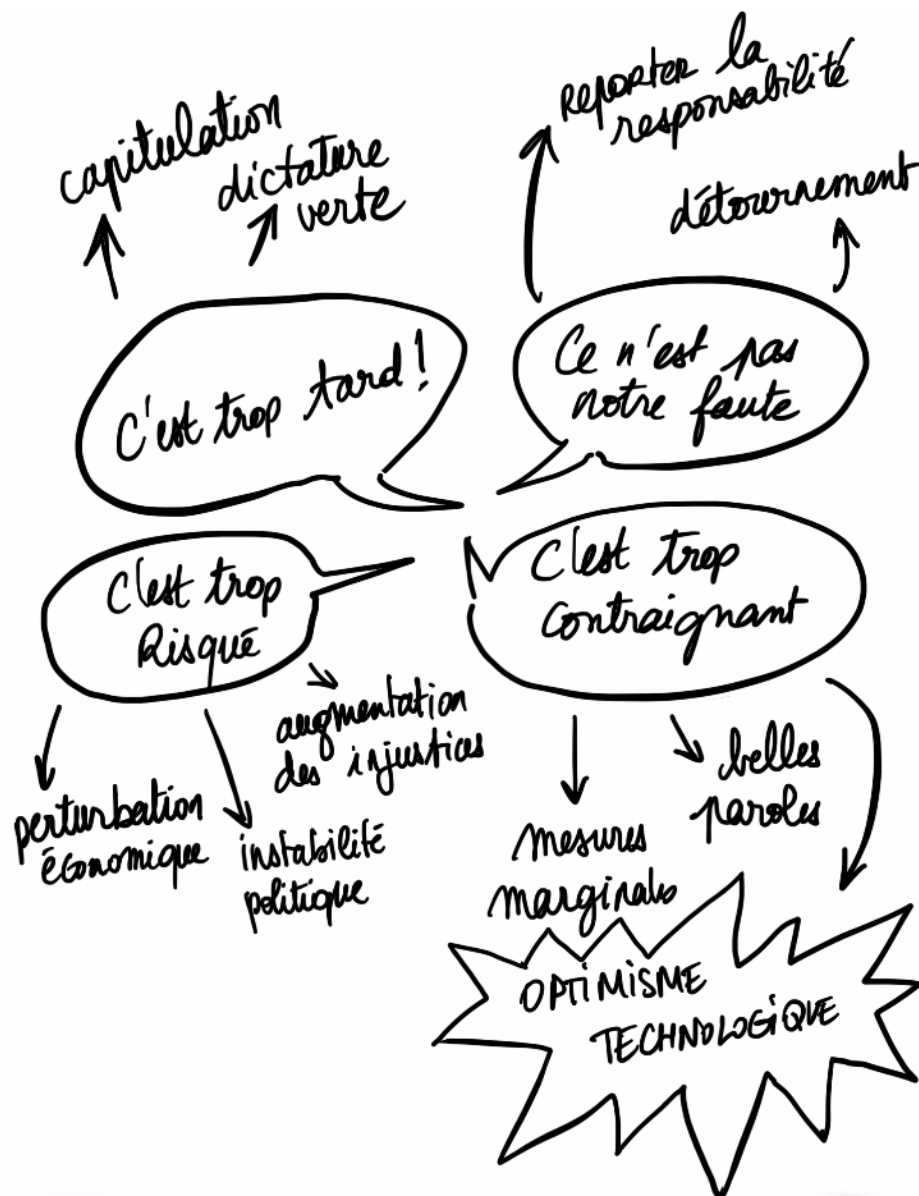 capitulation
dictature
verte
reporter la
responsabilité
détournement
C'est trop tard !
Ce n'est pas
notre faute
C'est trop
Risqué
C'est trop
contraignant
augmentation
des injustices
perturbation
économique
instabilité
politique
belles
paroles
mesures
marginales
OPTIMISME
TECHNOLOGIQUE